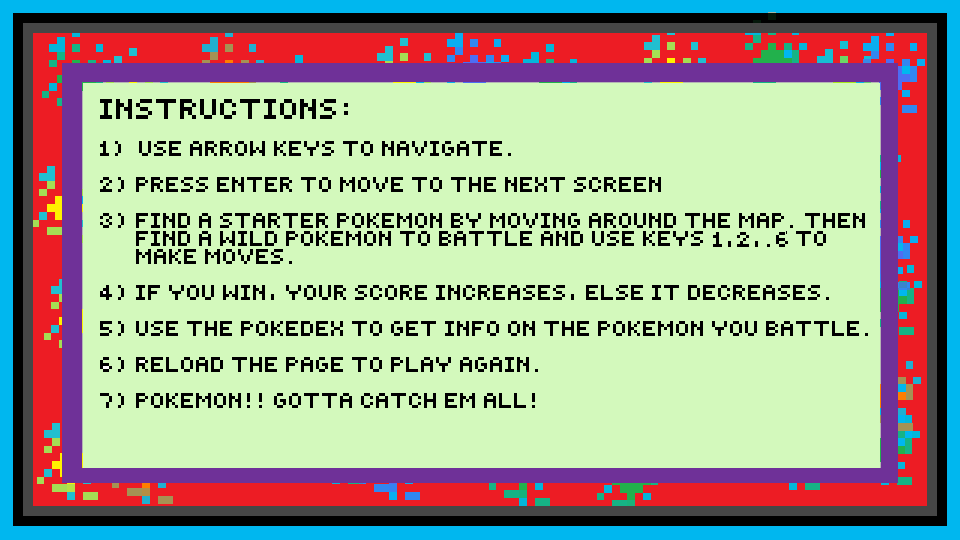 INSTRUCTIONS:
1) USE ARROW KEYS TO NAVIGATE.
2) PRESS ENTER TO MOVE TO THE NEXT SCREEN
3) FIND A STARTER POKEMON BY MOVING AROUND THE MAP. THEN
FIND A WILD POKEMON TO BATTLE AND USE KEYS 1,2,..6 TO
MAKE MOVES.
4) IF YOU WIN, YOUR SCORE INCREASES, ELSE IT DECREASES.
5) USE THE POKEDEX TO GET INFO ON THE POKEMON YOU BATTLE.
6) RELOAD THE PAGE TO PLAY AGAIN.
7) POKEMON!! GOTTA CATCH EM ALL!